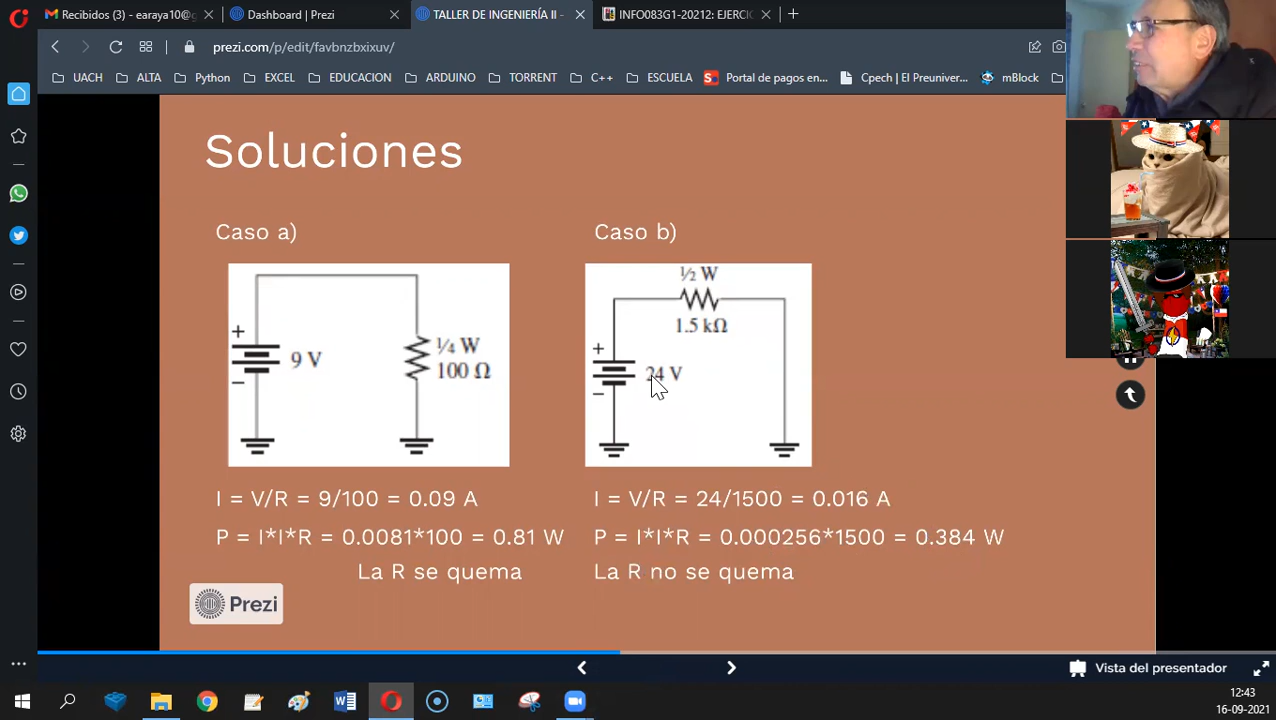 Recibidos (3) - earaya10@g
Dashboard | Prezi
TALLER DE INGENIERÍA II -
INFO083G1-20212: EJERCIC
prezi.com/p/edit/favbnzbxixuv/
UACH
ALTA
Python
EXCEL
EDUCACION
ARDUINO
TORRENT
C++
ESCUELA
Portal de pagos en...
Cpech | El Preuniver...
mBlock
Soluciones
Caso a)
Caso b)
+
9 V
−
¼ W
100 Ω
½ W
1.5 kΩ
+
24 V
−
I = V/R = 9/100 = 0.09 A
P = I*I*R = 0.0081*100 = 0.81 W
La R se quema
I = V/R = 24/1500 = 0.016 A
P = I*I*R = 0.000256*1500 = 0.384 W
La R no se quema
Prezi
Vista del presentador
12:43
16-09-2021